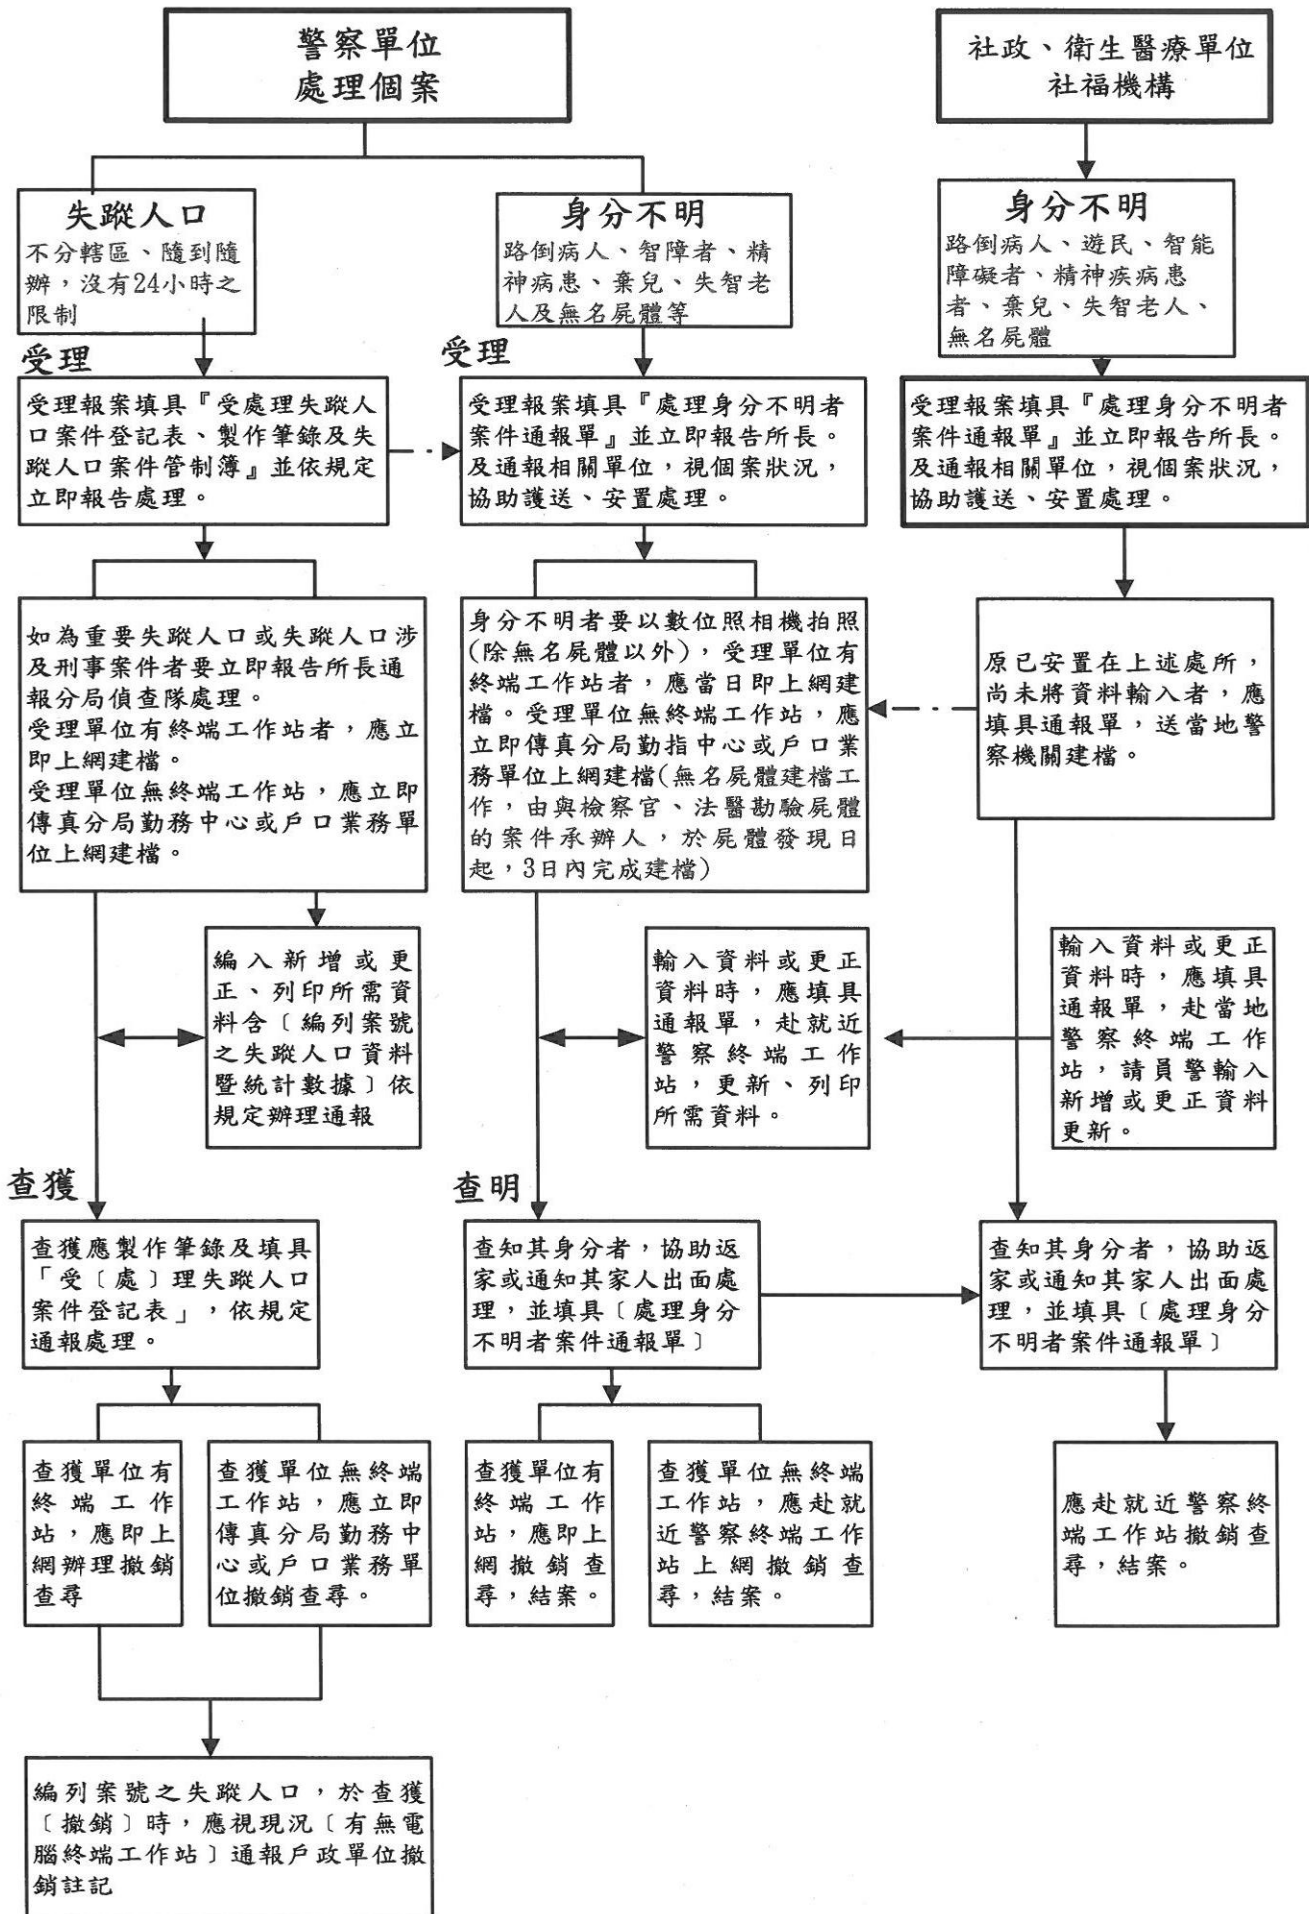 警察單位
處理個案
社政、衛生醫療單位
社福機構
失蹤人口
不分轄區、隨到隨
辦，沒有24小時之
限制
身分不明
路倒病人、智障者、精
神病患、棄兒、失智老
人及無名屍體等
身分不明
路倒病人、遊民、智能
障礙者、精神疾病患
者、棄兒、失智老人、
無名屍體
受理
受理報案填具『受處理失蹤人
口案件登記表、製作筆錄及失
蹤人口案件管制簿』並依規定
立即報告處理。
受理
受理報案填具『處理身分不明者
案件通報單』並立即報告所長。
及通報相關單位，視個案狀況，
協助護送、安置處理。
受理報案填具『處理身分不明者
案件通報單』並立即報告所長。
及通報相關單位，視個案狀況，
協助護送、安置處理。
如為重要失蹤人口或失蹤人口涉
及刑事案件者要立即報告所長通
報分局偵查隊處理。
受理單位有終端工作站者，應立
即上網建檔。
受理單位無終端工作站，應立即
傳真分局勤務中心或戶口業務單
位上網建檔。
身分不明者要以數位照相機拍照
(除無名屍體以外)，受理單位有
終端工作站者，應當日即上網建
檔。受理單位無終端工作站，應
立即傳真分局勤指中心或戶口業
務單位上網建檔(無名屍體建檔工
作，由與檢察官、法醫勘驗屍體
的案件承辦人，於屍體發現日
起，3日內完成建檔)
原已安置在上述處所，
尚未將資料輸入者，應
填具通報單，送當地警
察機關建檔。
編入新增或更
正、列印所需資
料含〔編列案號
之失蹤人口資料
暨統計數據〕依
規定辦理通報
輸入資料或更正
資料時，應填具
通報單，赴就近
警察終端工作
站，更新、列印
所需資料。
輸入資料或更正
資料時，應填具
通報單，赴當地
警察終端工作
站，請員警輸入
新增或更正資料
更新。
查獲
查獲應製作筆錄及填具
「受〔處〕理失蹤人口
案件登記表」，依規定
通報處理。
查明
查知其身分者，協助返
家或通知其家人出面處
理，並填具〔處理身分
不明者案件通報單〕
查知其身分者，協助返
家或通知其家人出面處
理，並填具〔處理身分
不明者案件通報單〕
查獲單位有
終端工作
站，應即上
網辦理撤銷
查尋
查獲單位無終端
工作站，應立即
傳真分局勤務中
心或戶口業務單
位撤銷查尋。
查獲單位有
終端工作
站，應即上
網撤銷查
尋，結案。
查獲單位無終端
工作站，應赴就
近警察終端工作
站上網撤銷查
尋，結案。
應赴就近警察終
端工作站撤銷查
尋，結案。
編列案號之失蹤人口，於查獲
〔撤銷〕時，應視現況〔有無電
腦終端工作站〕通報戶政單位撤
銷註記